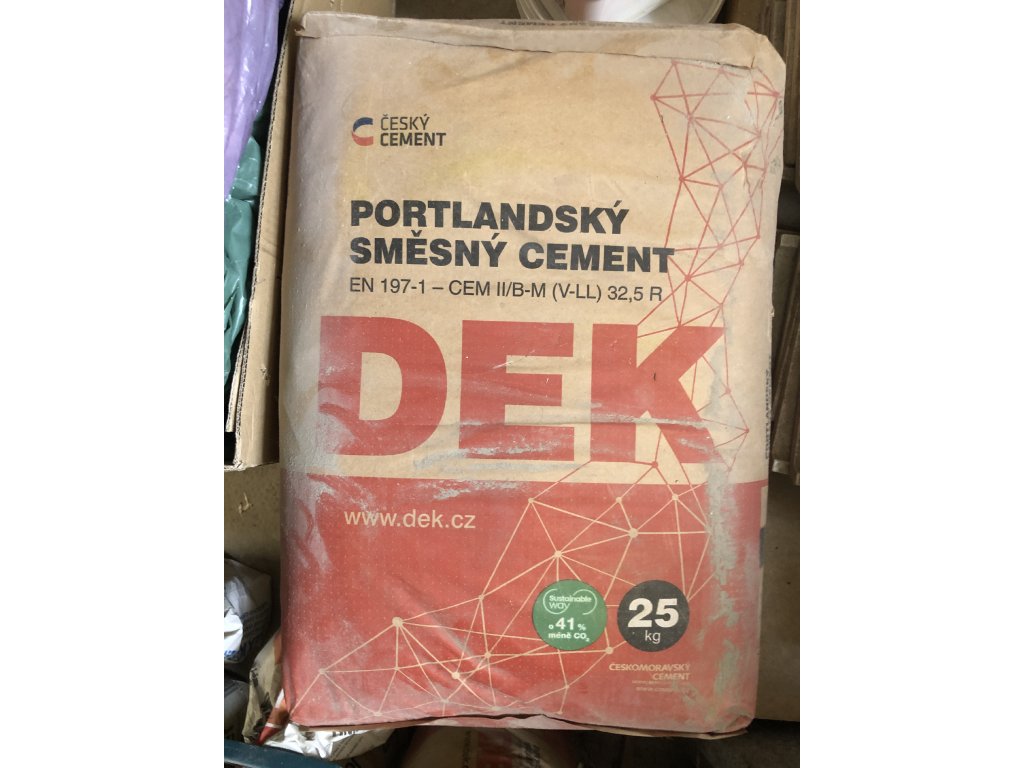 ČESKÝ
CEMENT
PORTLANDSKÝ
SMĚSNÝ CEMENT
EN 197-1 – CEM II/B-M (V-LL) 32,5 R
DEK
www.dek.cz
Sustainable
way
o 41 %
méně CO₂
25
kg
ČESKOMORAVSKÝ
CEMENT